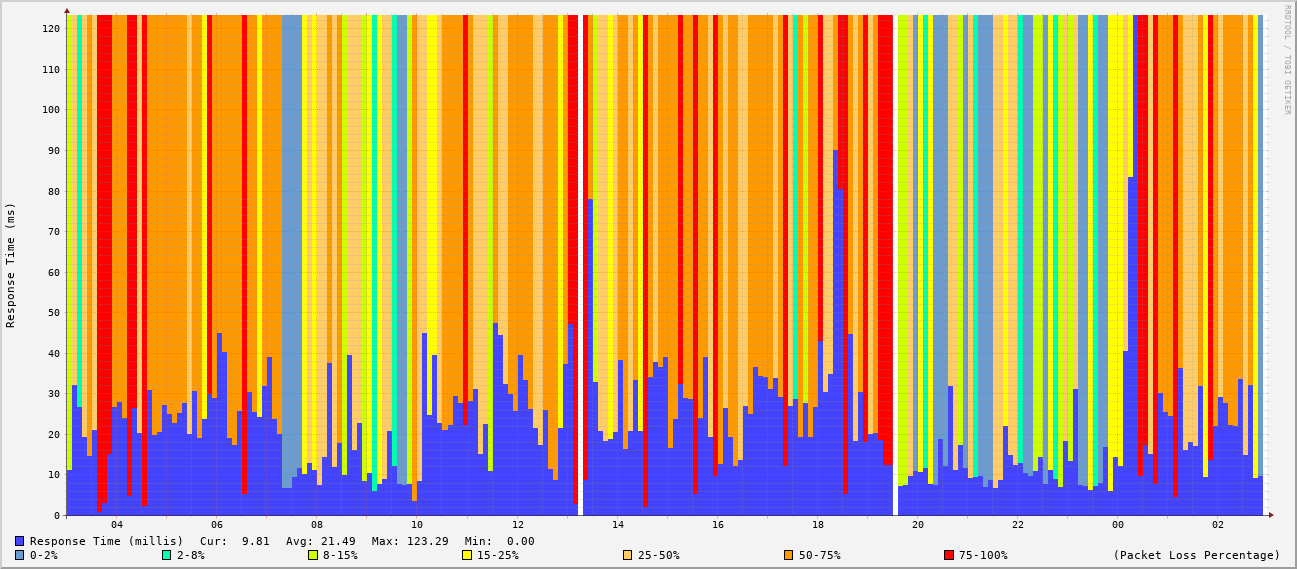 RRDTOOL / TOBI OETIKER
Response Time (ms)
120
110
100
90
80
70
60
50
40
30
20
10
0
04 06 08 10 12 14 16 18 20 22 00 02
Response Time (millis) Cur: 9.81 Avg: 21.49 Max: 123.29 Min: 0.00
0-2% 2-8% 8-15% 15-25% 25-50% 50-75% 75-100% (Packet Loss Percentage)